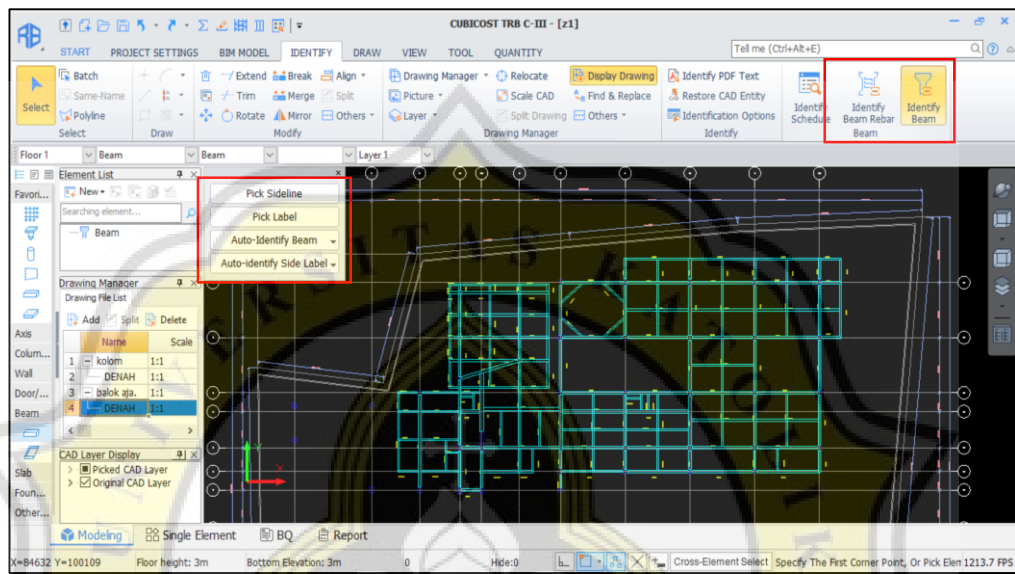 CUBICOST TRB C-III - [z1]
START PROJECT SETTINGS BIM MODEL IDENTIFY DRAW VIEW TOOL QUANTITY Tell me (Ctrl+Alt+E)
Batch Extend Break Align Drawing Manager Relocate Display Drawing Identify PDF Text
Same-Name Trim Merge Split Picture Scale CAD Find & Replace Restore CAD Entity
Select Polyline Rotate Mirror Others Layer Split Drawing Others Identification Options Identify Schedule Identify Beam Rebar Identify Beam
Select Draw Modify Drawing Manager Identify Beam
Floor 1 Beam Beam Layer 1
Element List
Favori... New
Searching element...
Beam
Pick Sideline
Pick Label
Auto-Identify Beam
Auto-identify Side Label
Drawing Manager
Drawing File List
Add Split Delete
Name Scale
1 kolom 1:1
2 DENAH 1:1
3 balok aja. 1:1
4 DENAH 1:1
Axis
Colum...
Wall
Door/...
Beam
Slab
Foun...
Other...
CAD Layer Display
Picked CAD Layer
Original CAD Layer
Y
X
UNIVERSITAS KATOLIK
Modeling Single Element BQ Report
X=84632 Y=100109 Floor height: 3m Bottom Elevation: 3m 0 Hide:0 Cross-Element Select Specify The First Corner Point, Or Pick Elem 1213.7 FPS